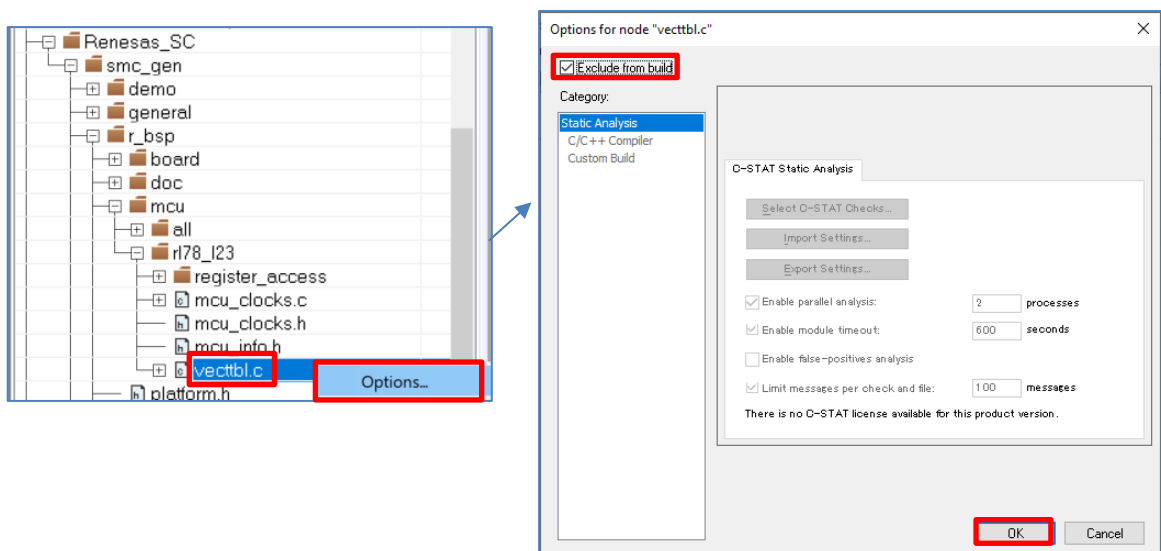 Renesas_SC
smc_gen
demo
general
r_bsp
board
doc
mcu
all
rl78_l23
register_access
mcu_clocks.c
mcu_clocks.h
mcu_info.h
vecttbl.c
Options...
platform.h
Options for node "vecttbl.c"
Exclude from build
Category:
Static Analysis
C/C++ Compiler
Custom Build
C-STAT Static Analysis
Select C-STAT Checks...
Import Settings...
Export Settings...
Enable parallel analysis: 2 processes
Enable module timeout: 600 seconds
Enable false-positives analysis
Limit messages per check and file: 100 messages
There is no C-STAT license available for this product version.
OK Cancel